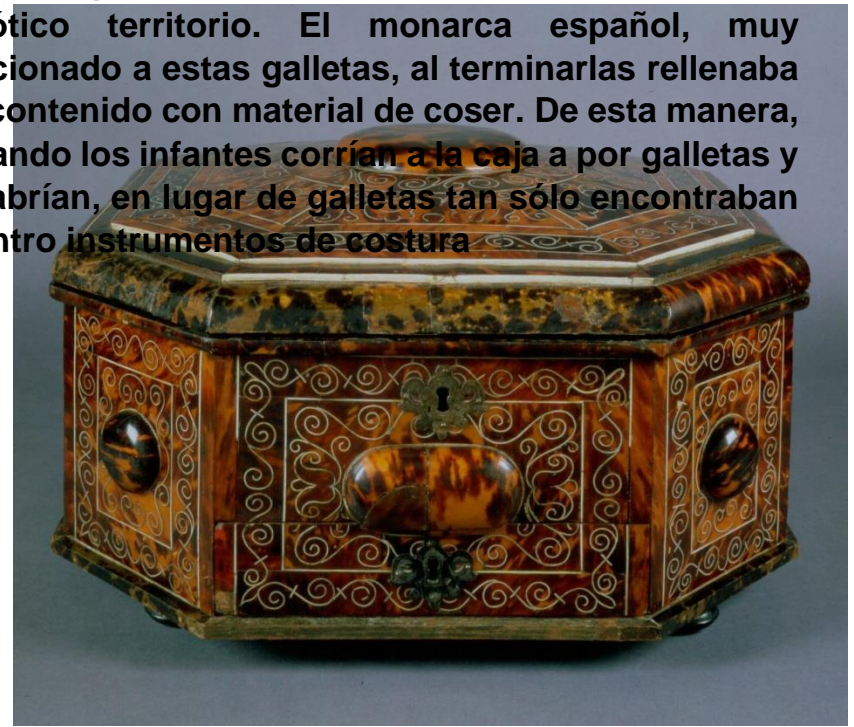 ótico territorio. El monarca español, muy
cionado a estas galletas, al terminarlas rellenaba
contenido con material de coser. De esta manera,
ando los infantes corrían a la caja a por galletas y
abrían, en lugar de galletas tan sólo encontraban
ntro instrumentos de costura